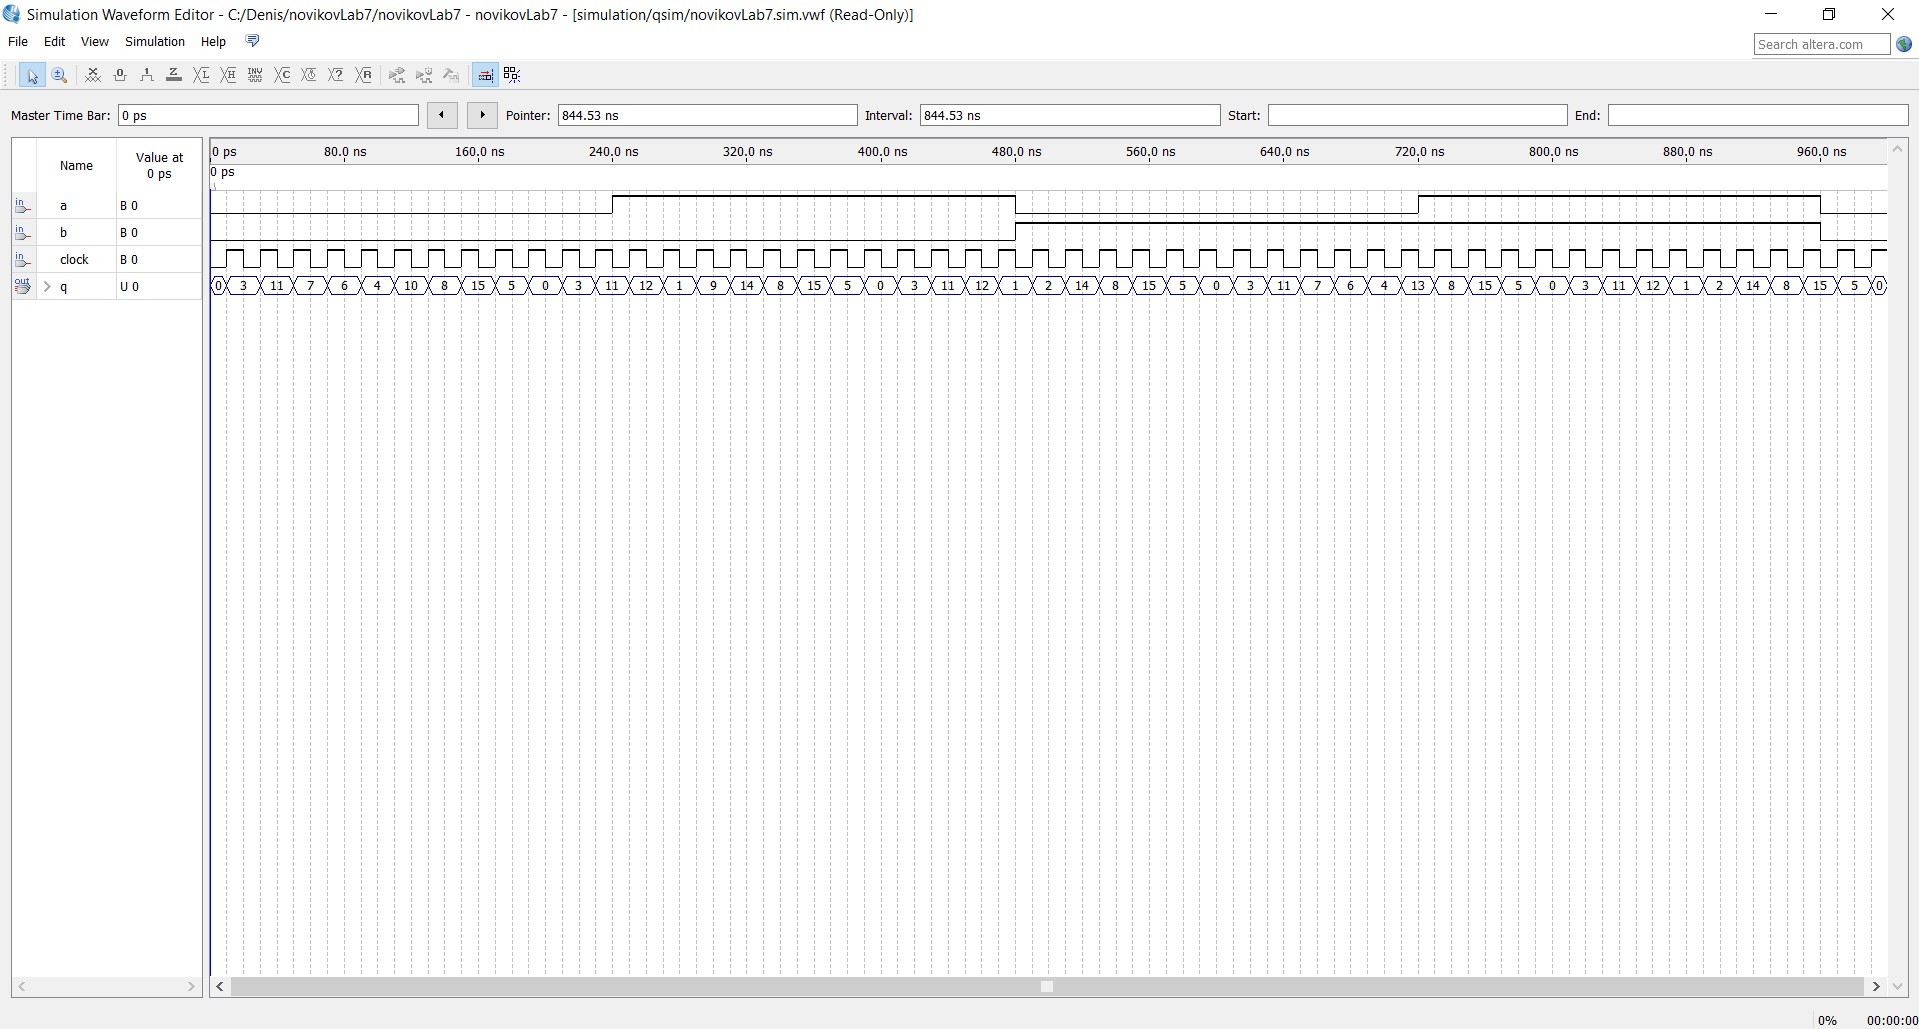 Simulation Waveform Editor - C:/Denis/novikovLab7/novikovLab7 - novikovLab7 - [simulation/qsim/novikovLab7.sim.vwf (Read-Only)]
File Edit View Simulation Help
Search altera.com
Master Time Bar: 0 ps Pointer: 844.53 ns Interval: 844.53 ns Start: End:
Name Value at 0 ps
0 ps 80.0 ns 160.0 ns 240.0 ns 320.0 ns 400.0 ns 480.0 ns 560.0 ns 640.0 ns 720.0 ns 800.0 ns 880.0 ns 960.0 ns
0 ps
in a B 0
in b B 0
in clock B 0
out q U 0 0 3 11 7 6 4 10 8 15 5 0 3 11 12 1 9 14 8 15 5 0 3 11 12 1 2 14 8 15 5 0 3 11 7 6 4 13 8 15 5 0 3 11 12 1 2 14 8 15 5 0
0% 00:00:00